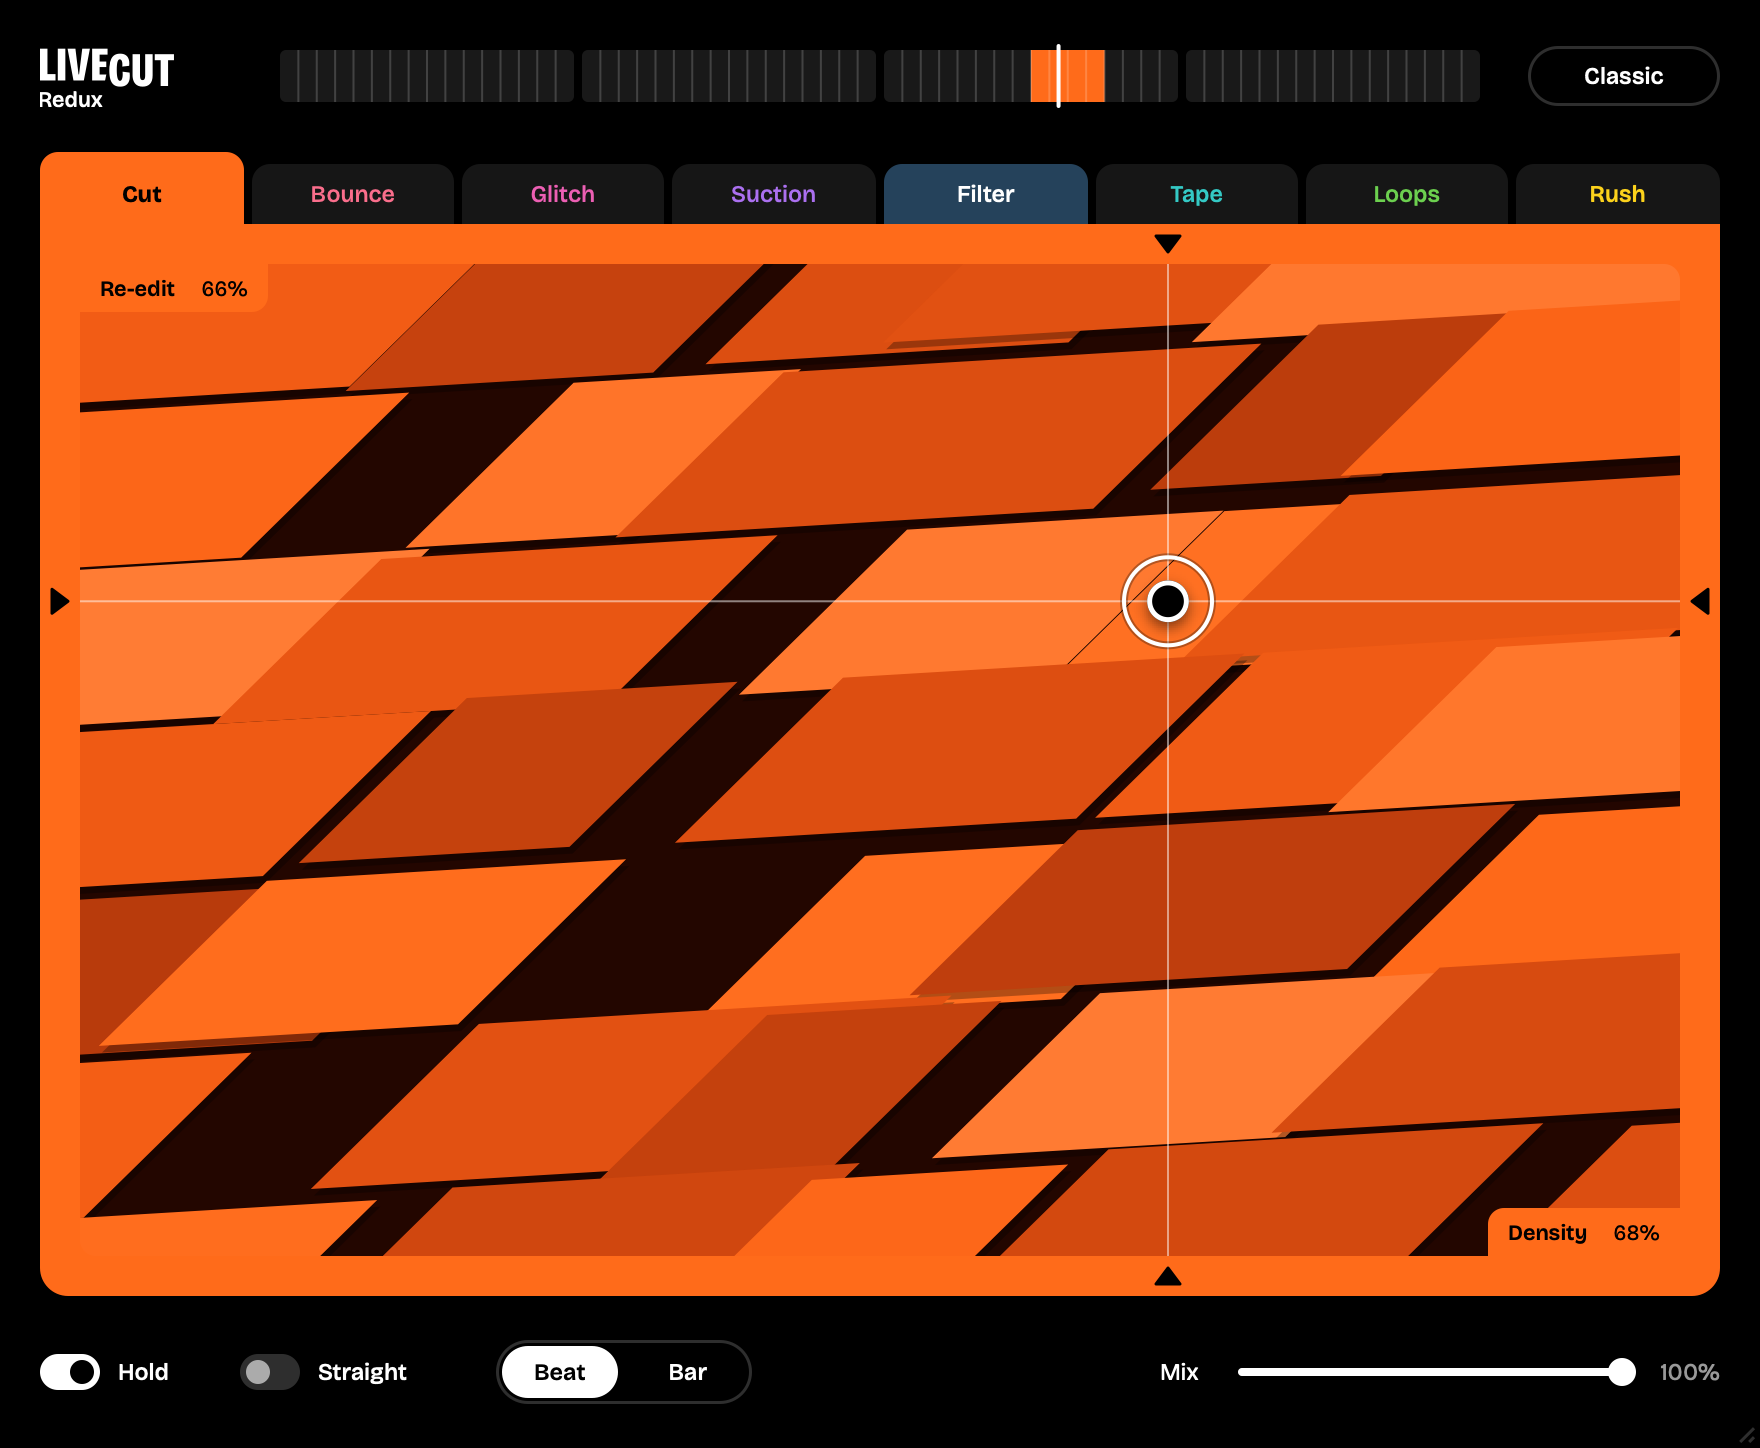 LIVECUT
Redux
Classic
Cut
Bounce
Glitch
Suction
Filter
Tape
Loops
Rush
Re-edit 66%
Density 68%
Hold
Straight
Beat
Bar
Mix
100%